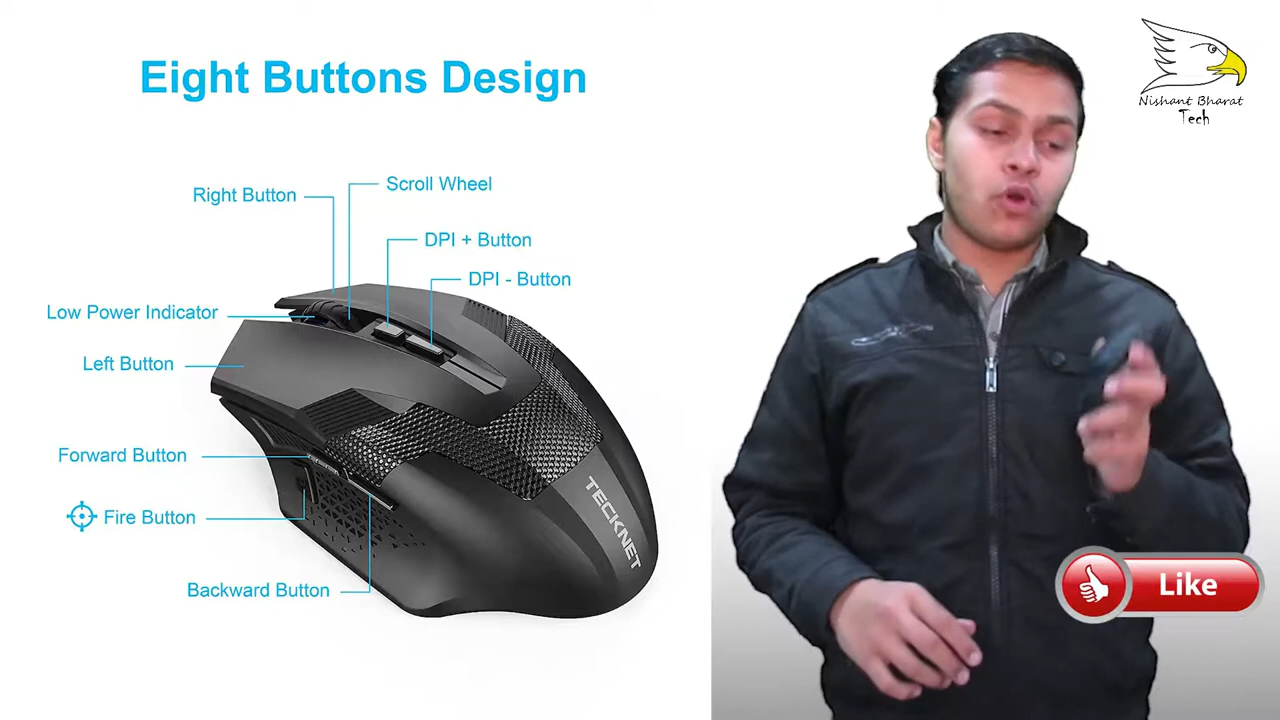 Eight Buttons Design
Right Button
Scroll Wheel
DPI + Button
DPI - Button
Low Power Indicator
Left Button
Forward Button
Fire Button
Backward Button
TECKNET
Nishant Bharat
Tech
Like